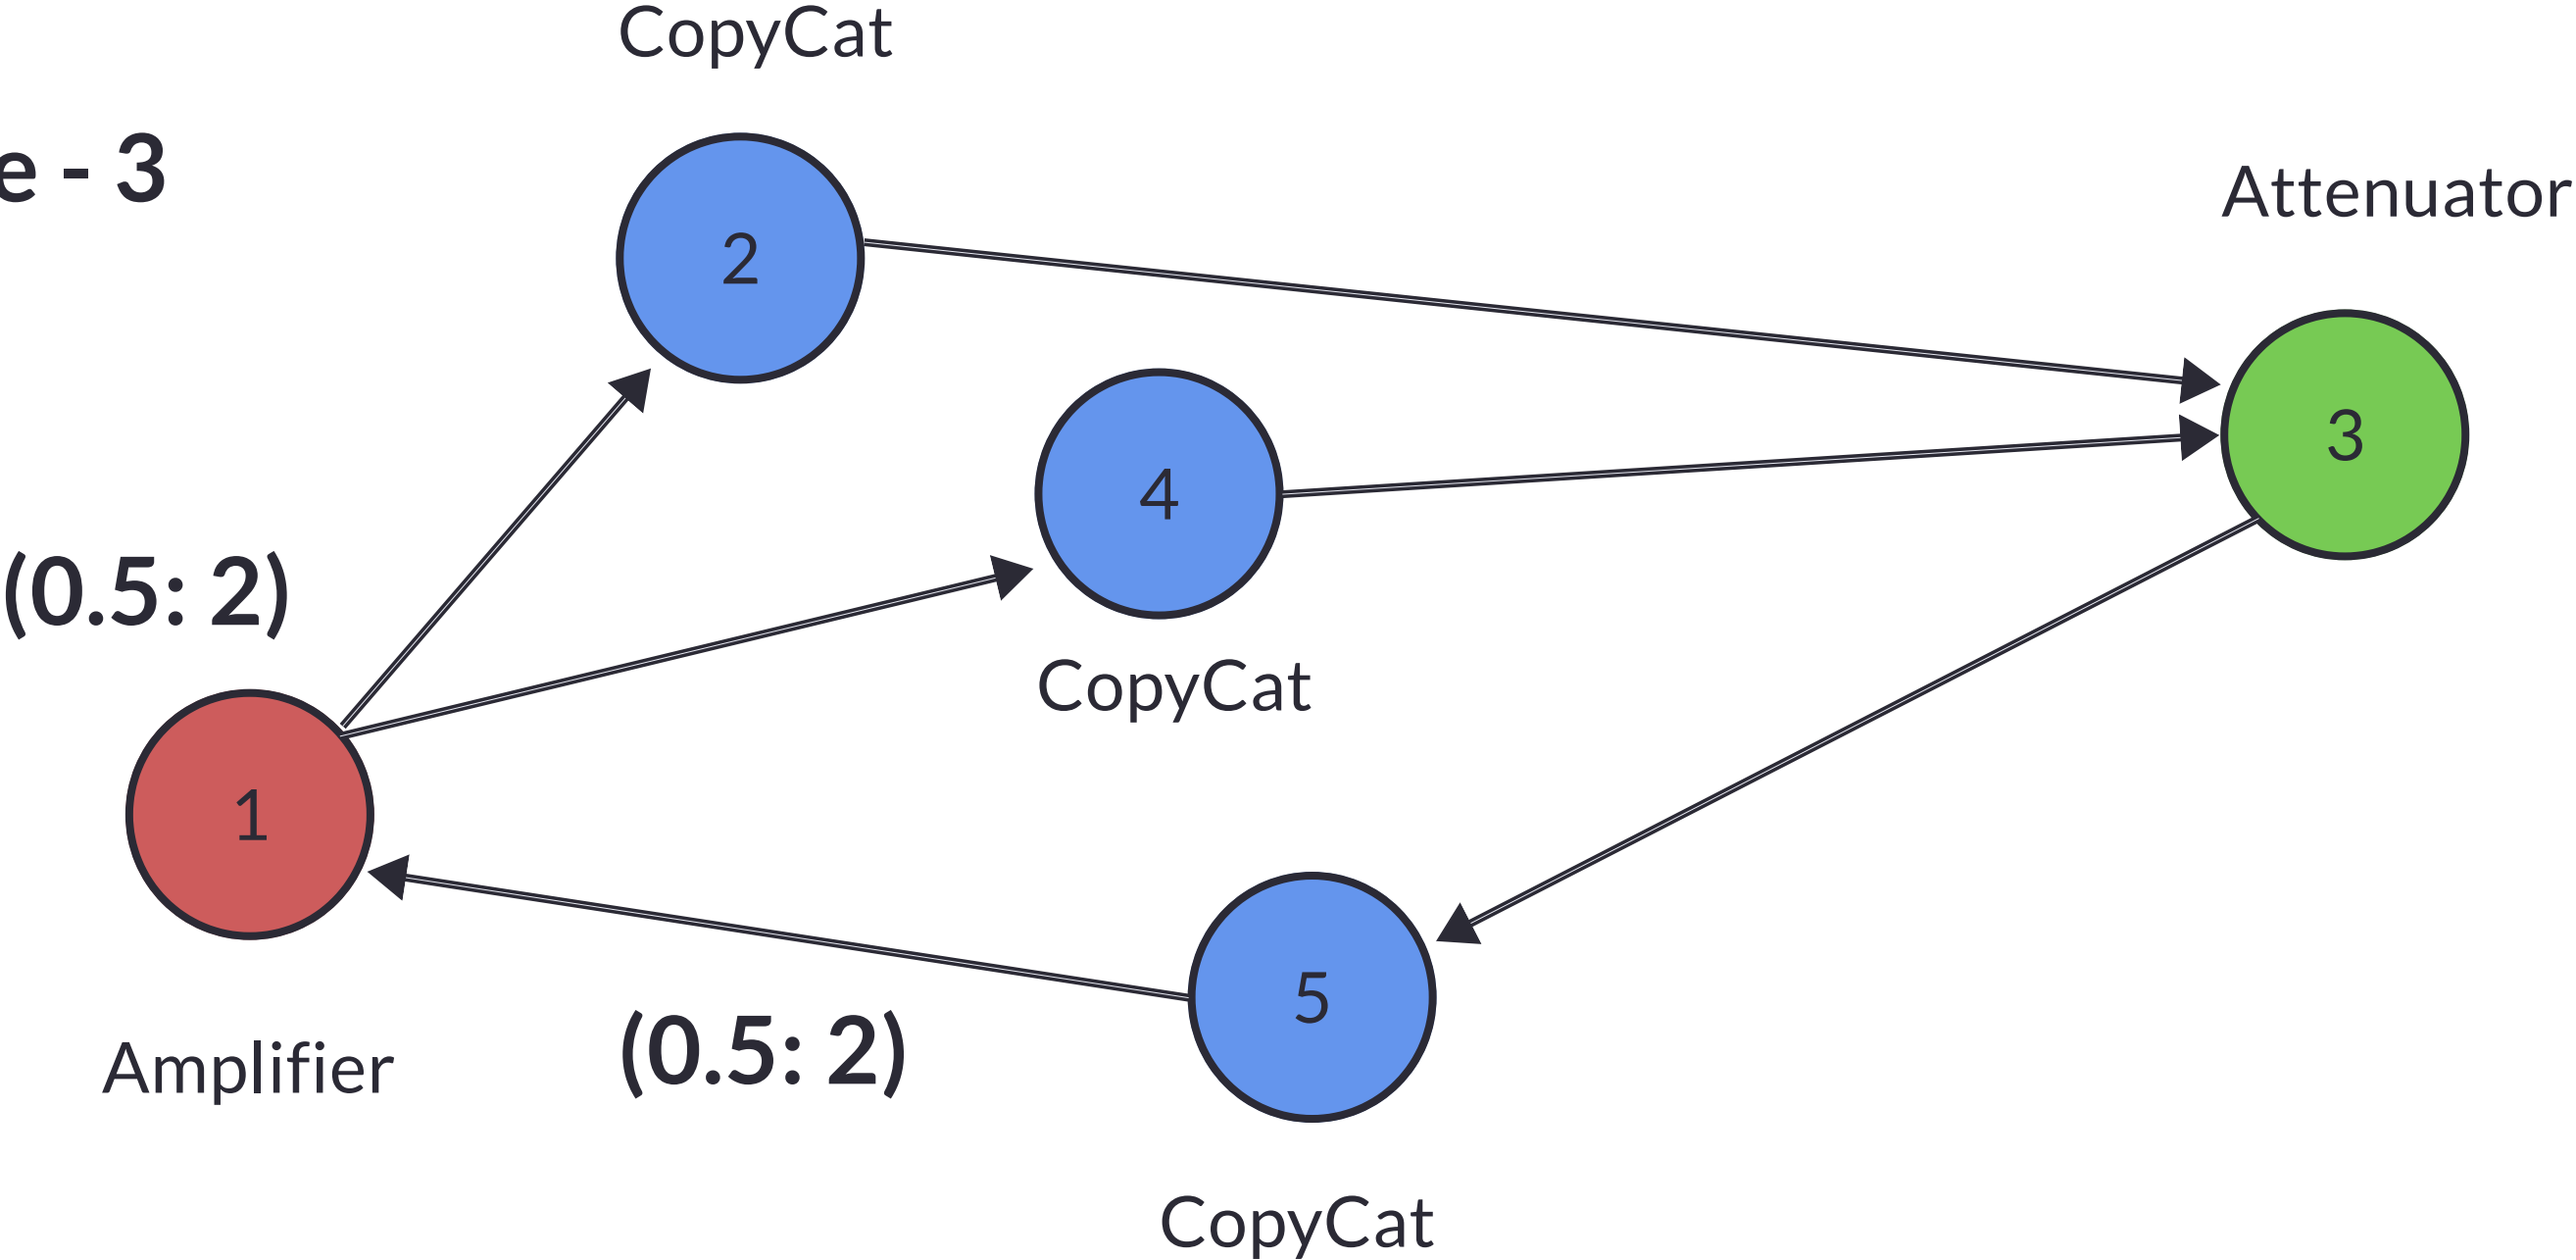 CopyCat
e - 3
Attenuator
2
3
4
(0.5: 2)
CopyCat
1
5
Amplifier
(0.5: 2)
CopyCat